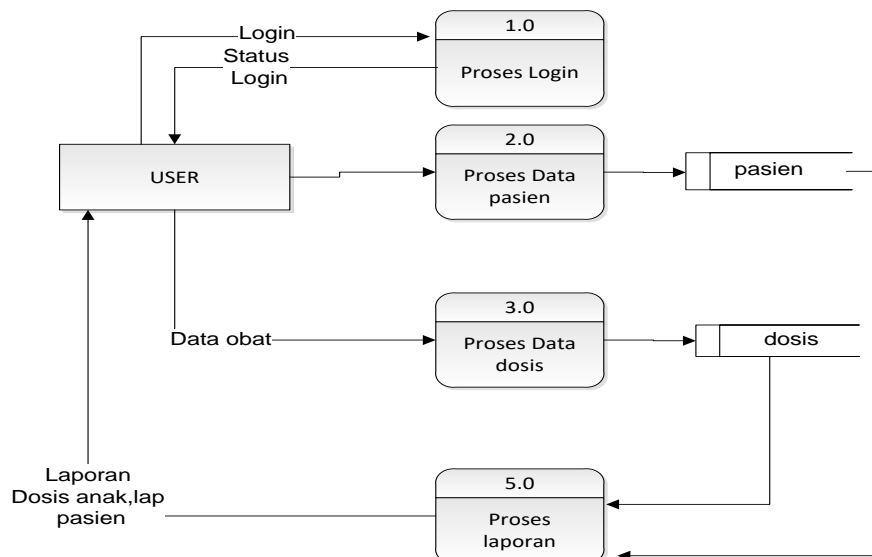 Login
Status
Login
1.0
Proses Login
USER
2.0
Proses Data
pasien
pasien
Data obat
3.0
Proses Data
dosis
dosis
Laporan
Dosis anak,lap
pasien
5.0
Proses
laporan